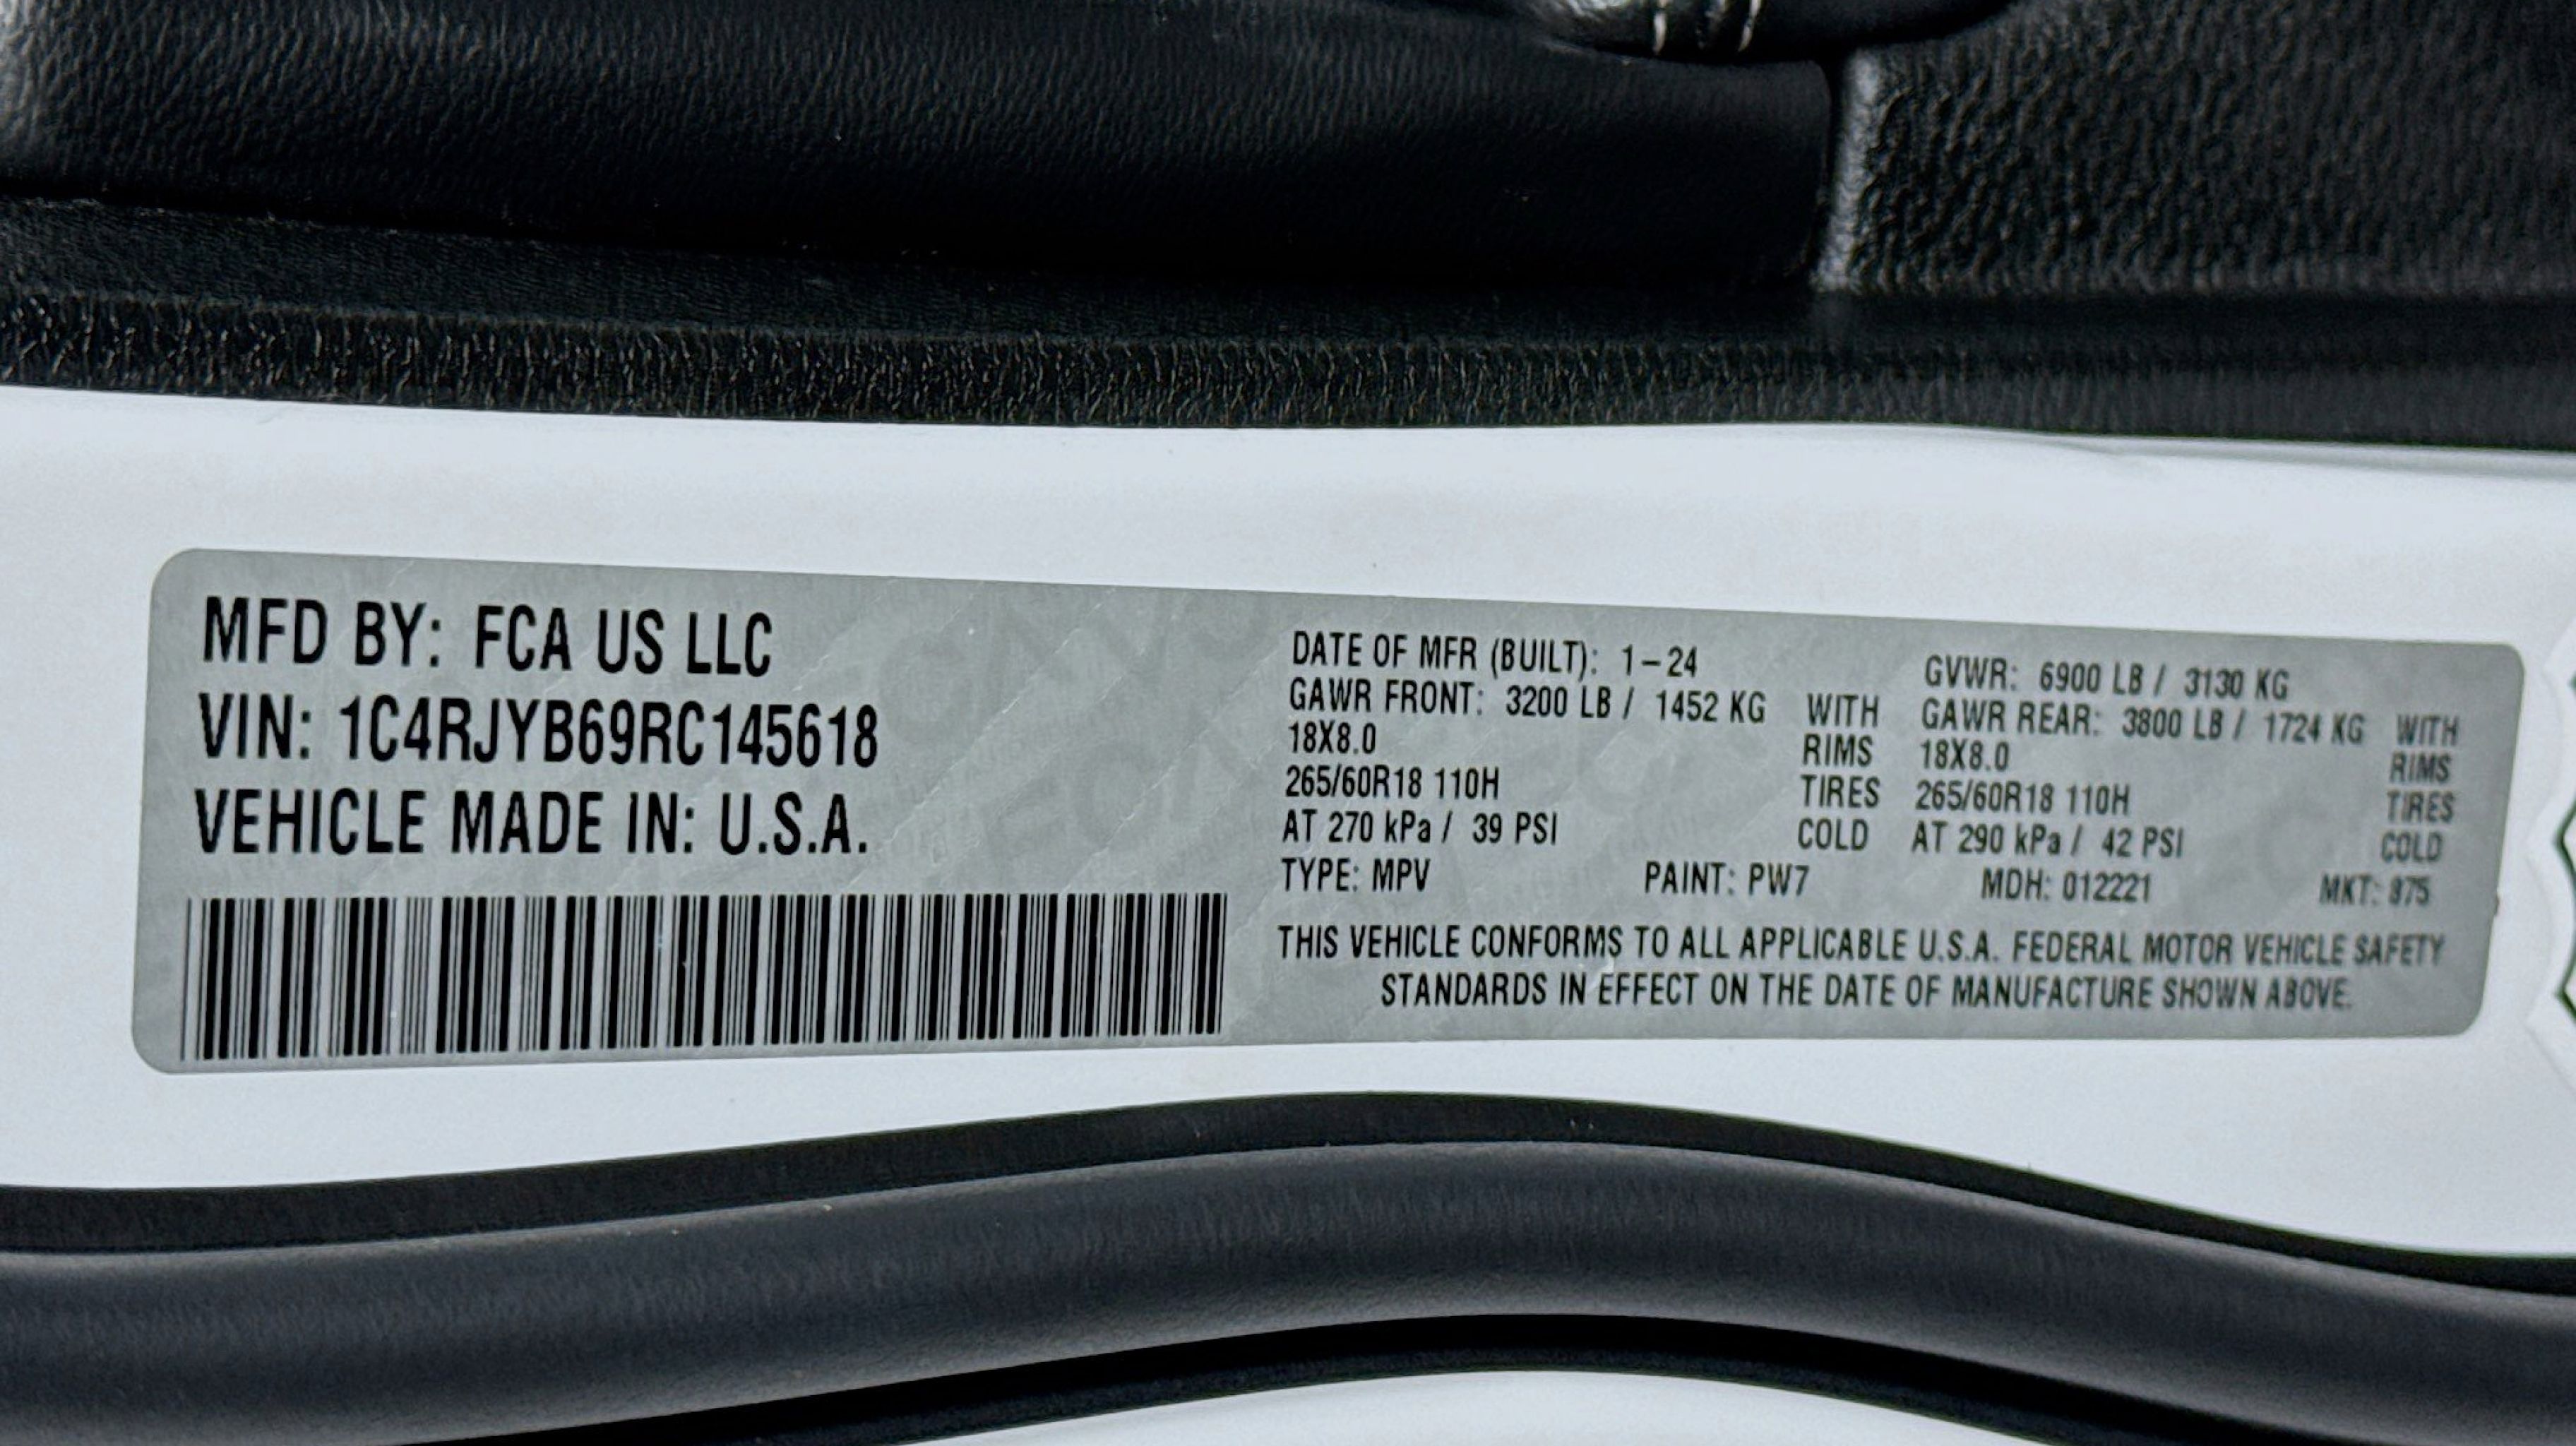 MFD BY: FCA US LLC
VIN: 1C4RJYB69RC145618
VEHICLE MADE IN: U.S.A.
DATE OF MFR (BUILT): 1-24 GVWR: 6900 LB / 3130 KG
GAWR FRONT: 3200 LB / 1452 KG WITH GAWR REAR: 3800 LB / 1724 KG WITH
18X8.0 RIMS 18X8.0 RIMS
265/60R18 110H TIRES 265/60R18 110H TIRES
AT 270 kPa / 39 PSI COLD AT 290 kPa / 42 PSI COLD
TYPE: MPV PAINT: PW7 MDH: 012221 MKT: 875
THIS VEHICLE CONFORMS TO ALL APPLICABLE U.S.A. FEDERAL MOTOR VEHICLE SAFETY
STANDARDS IN EFFECT ON THE DATE OF MANUFACTURE SHOWN ABOVE.